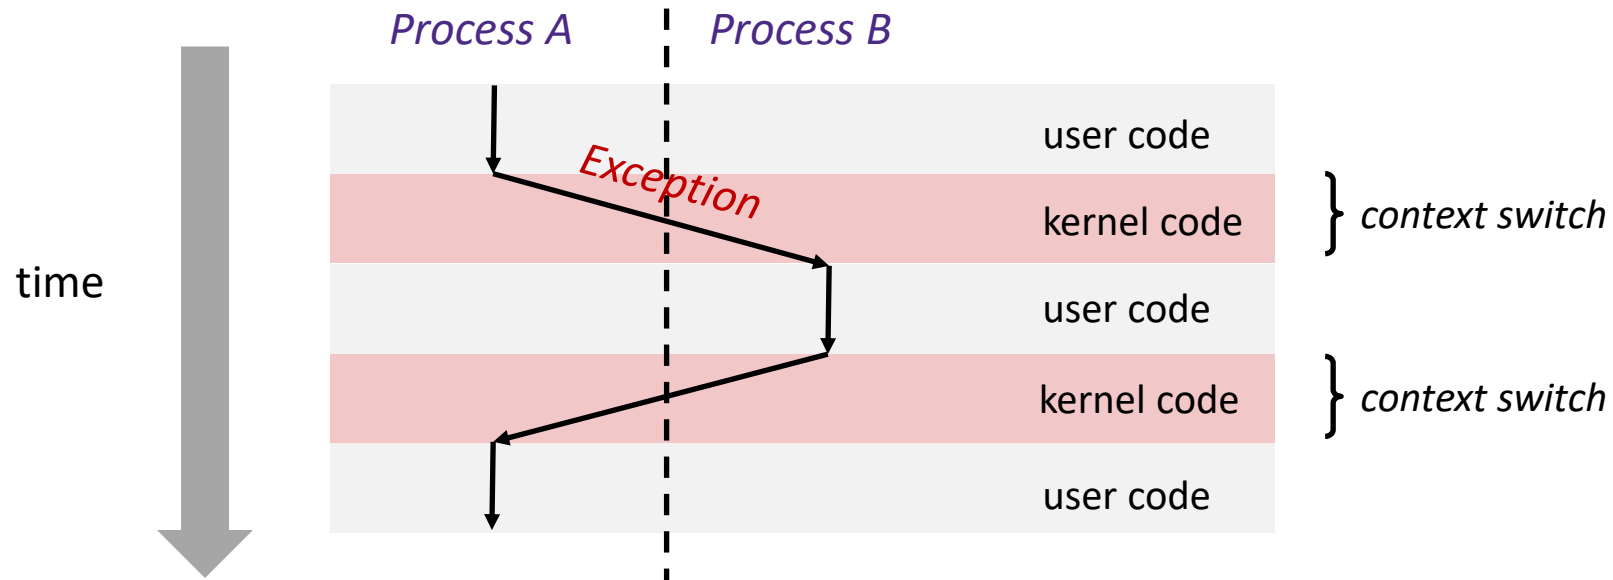 Process A
Process B
user code
Exception
kernel code
context switch
time
user code
kernel code
context switch
user code